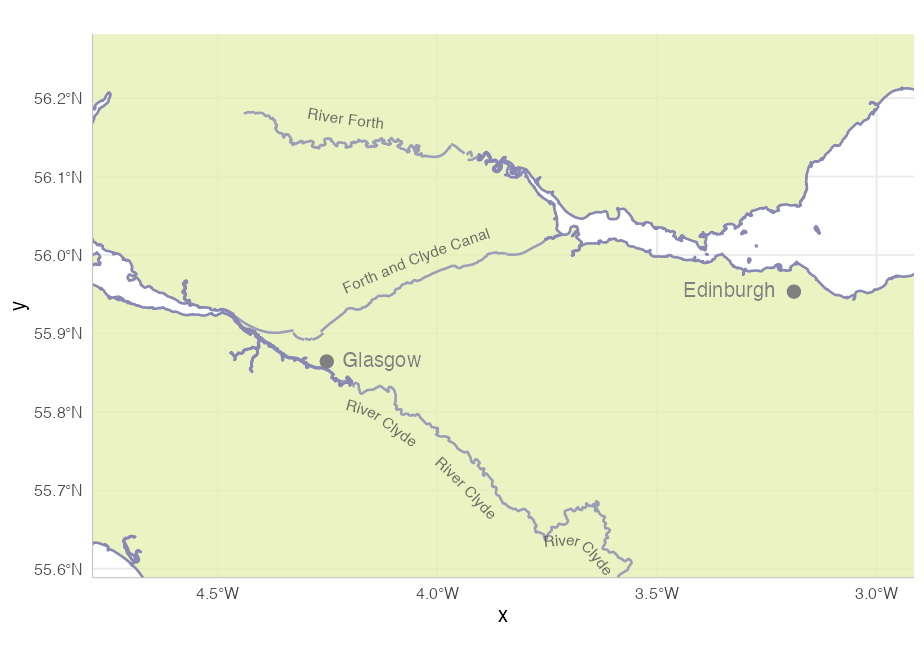 56.2°N
56.1°N
56.0°N
55.9°N
55.8°N
55.7°N
55.6°N
y
River Forth
Forth and Clyde Canal
Edinburgh
Glasgow
River Clyde
River Clyde
River Clyde
4.5°W
4.0°W
3.5°W
3.0°W
x